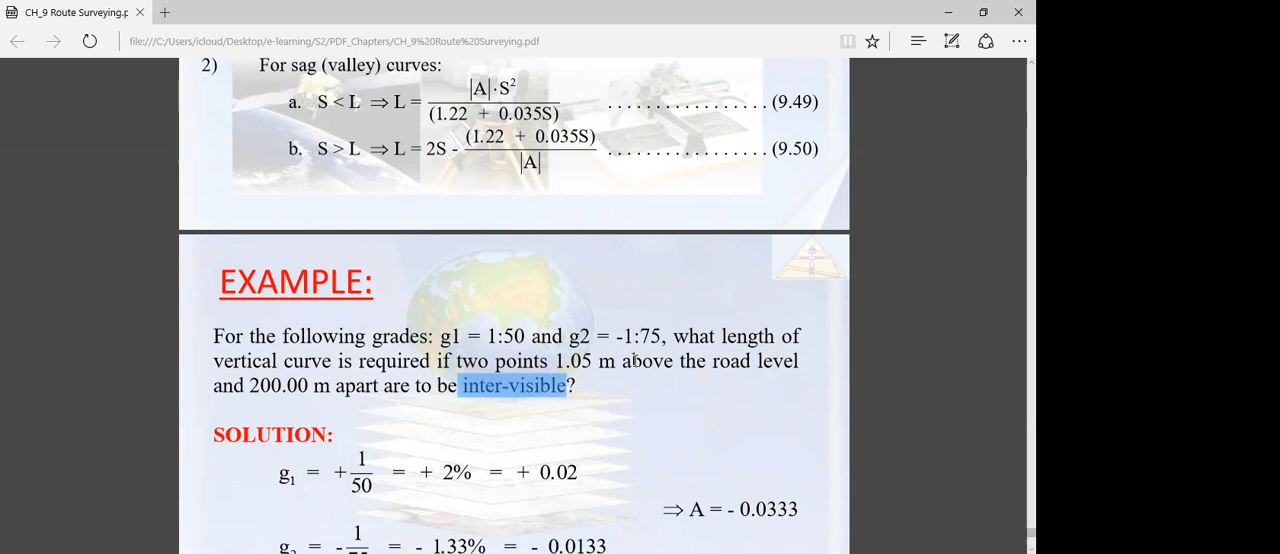 CH_9 Route Surveying.p
file:///C:/Users/icloud/Desktop/e-learning/S2/PDF_Chapters/CH_9%20Route%20Surveying.pdf
2) For sag (valley) curves:
a. S < L ⇒ L = |A|·S² / (1.22 + 0.035S) ................. (9.49)
b. S > L ⇒ L = 2S - (1.22 + 0.035S) / |A| ................. (9.50)
EXAMPLE:
For the following grades: g1 = 1:50 and g2 = -1:75, what length of
vertical curve is required if two points 1.05 m above the road level
and 200.00 m apart are to be inter-visible?
SOLUTION:
g₁ = + 1/50 = + 2% = + 0.02
⇒ A = - 0.0333
g₂ = - 1/75 = - 1.33% = - 0.0133